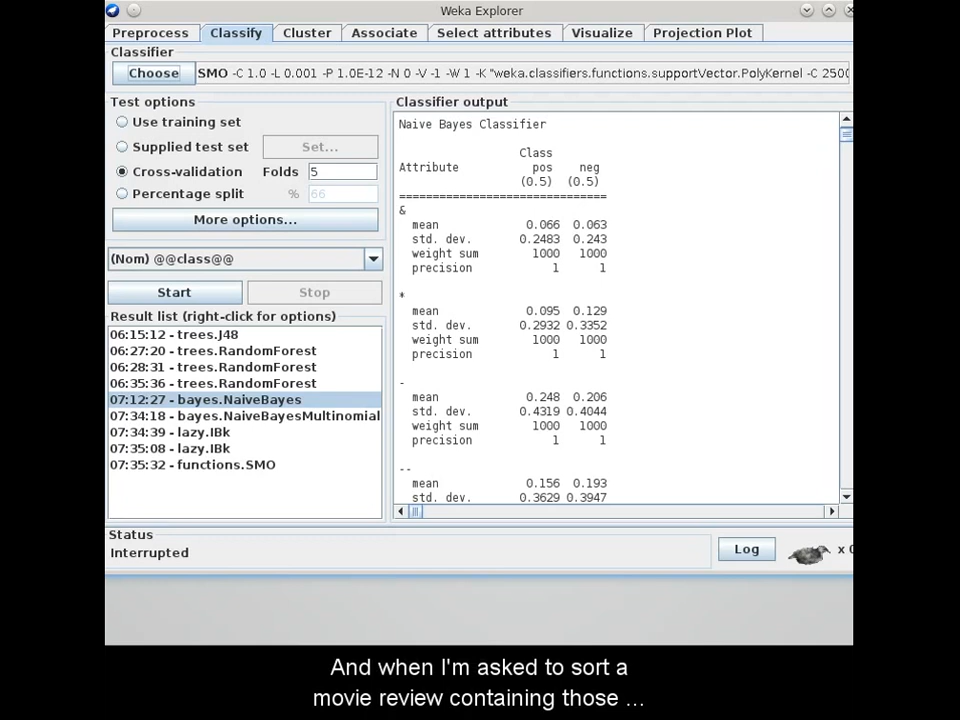 Weka Explorer
Preprocess Classify Cluster Associate Select attributes Visualize Projection Plot
Classifier
Choose SMO -C 1.0 -L 0.001 -P 1.0E-12 -N 0 -V -1 -W 1 -K "weka.classifiers.functions.supportVector.PolyKernel -C 2500
Test options
Use training set
Supplied test set Set...
Cross-validation Folds 5
Percentage split % 66
More options...
(Nom) @@class@@
Start Stop
Result list (right-click for options)
06:15:12 - trees.J48
06:27:20 - trees.RandomForest
06:28:31 - trees.RandomForest
06:35:36 - trees.RandomForest
07:12:27 - bayes.NaiveBayes
07:34:18 - bayes.NaiveBayesMultinomial
07:34:39 - lazy.IBk
07:35:08 - lazy.IBk
07:35:32 - functions.SMO
Classifier output
Naive Bayes Classifier
Class
Attribute pos neg
(0.5) (0.5)
================================
&
mean 0.066 0.063
std. dev. 0.2483 0.243
weight sum 1000 1000
precision 1 1
*
mean 0.095 0.129
std. dev. 0.2932 0.3352
weight sum 1000 1000
precision 1 1
-
mean 0.248 0.206
std. dev. 0.4319 0.4044
weight sum 1000 1000
precision 1 1
--
mean 0.156 0.193
std. dev. 0.3629 0.3947
Status
Interrupted
Log x 0
And when I'm asked to sort a
movie review containing those ...